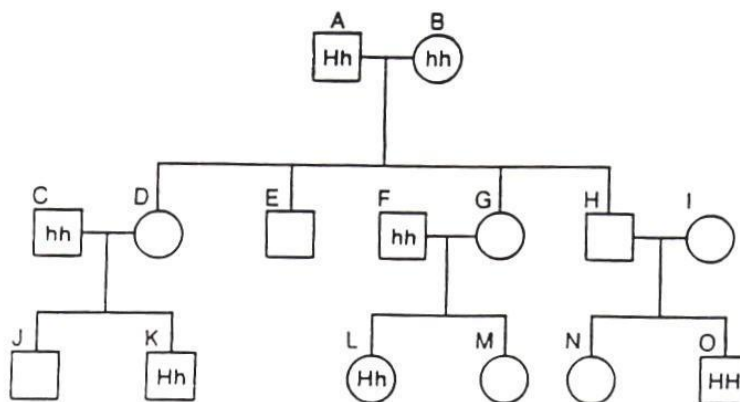 A B
Hh hh
C D E F G H I
hh hh
J K L M N O
Hh Hh HH